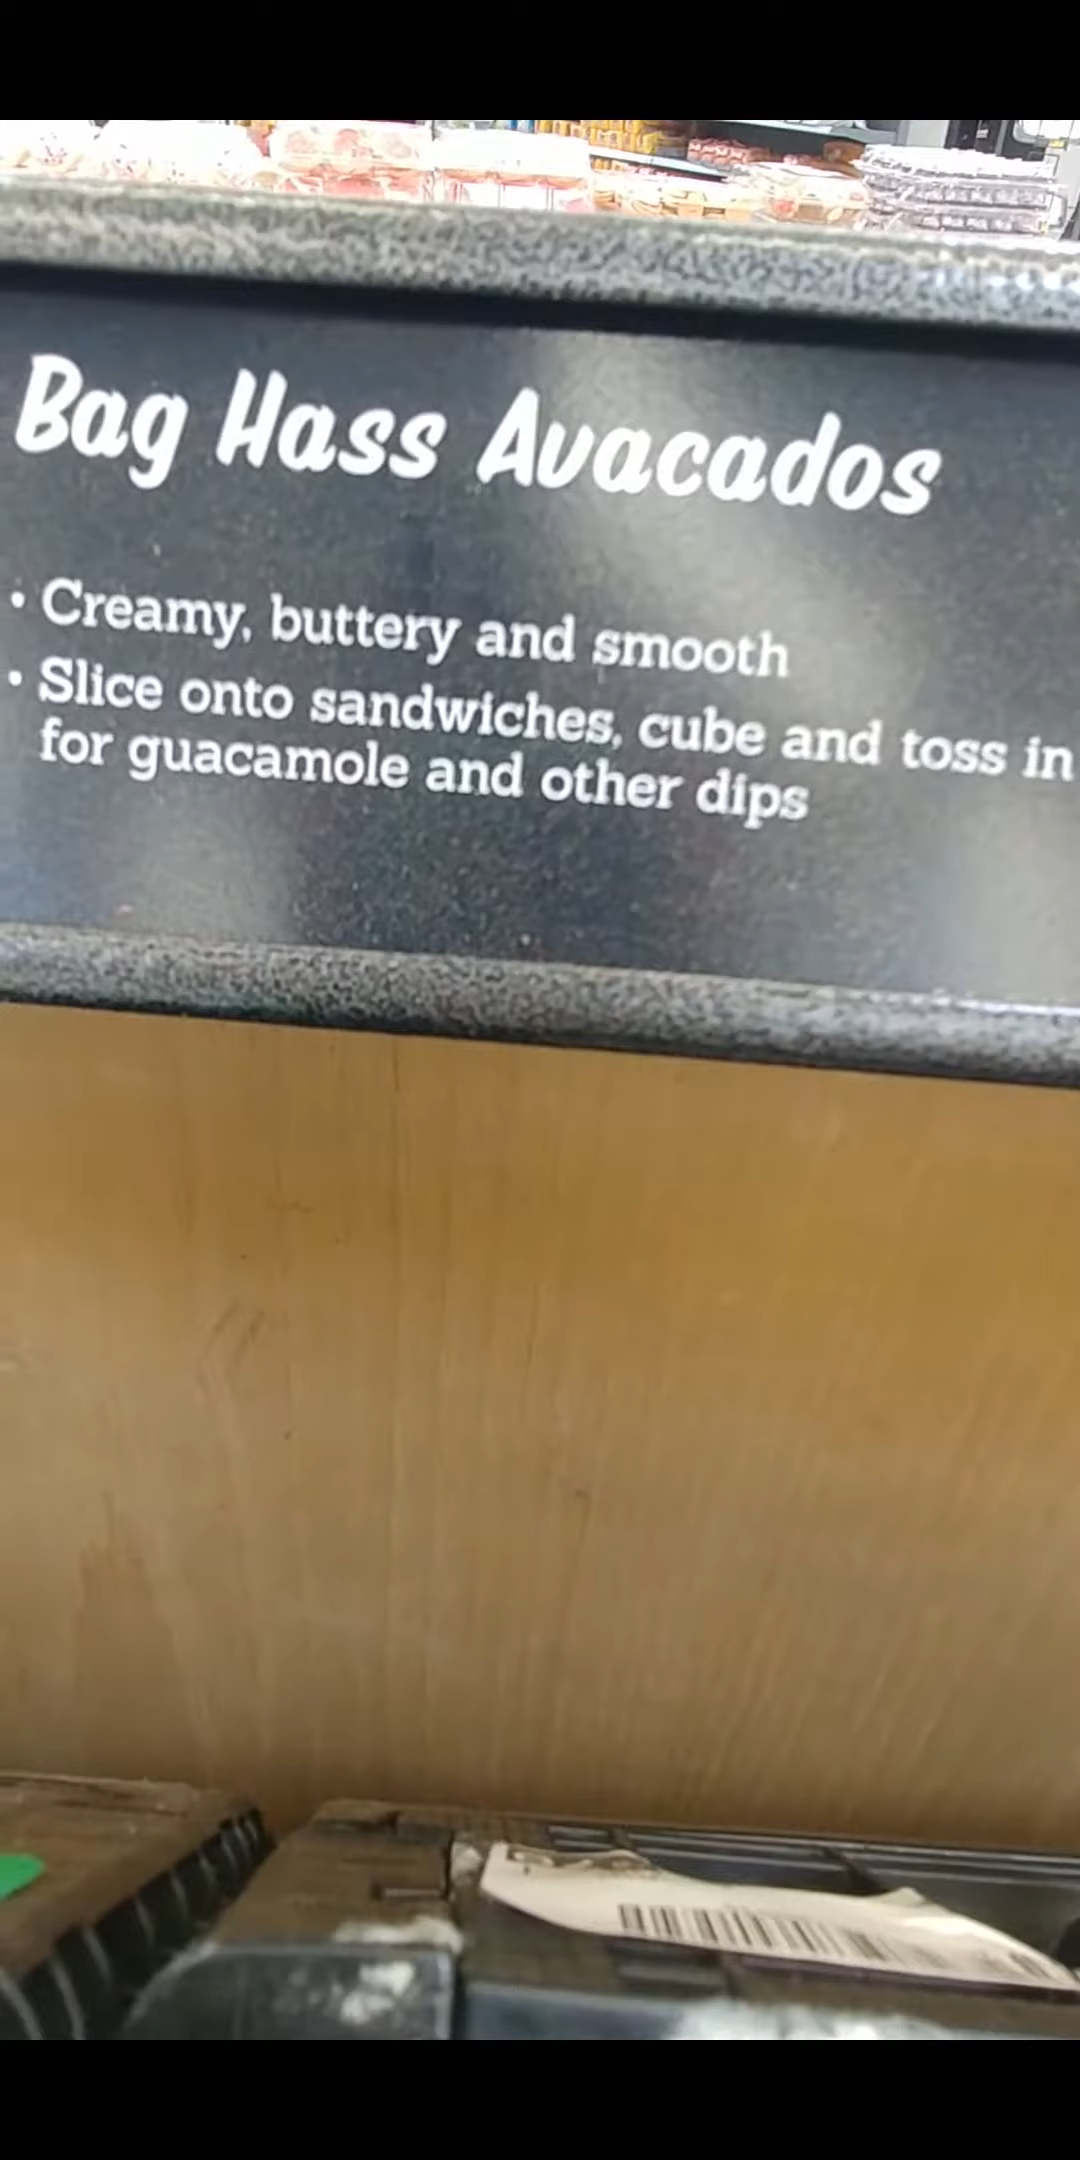 Bag Hass Avacados
• Creamy, buttery and smooth
• Slice onto sandwiches, cube and toss in
for guacamole and other dips